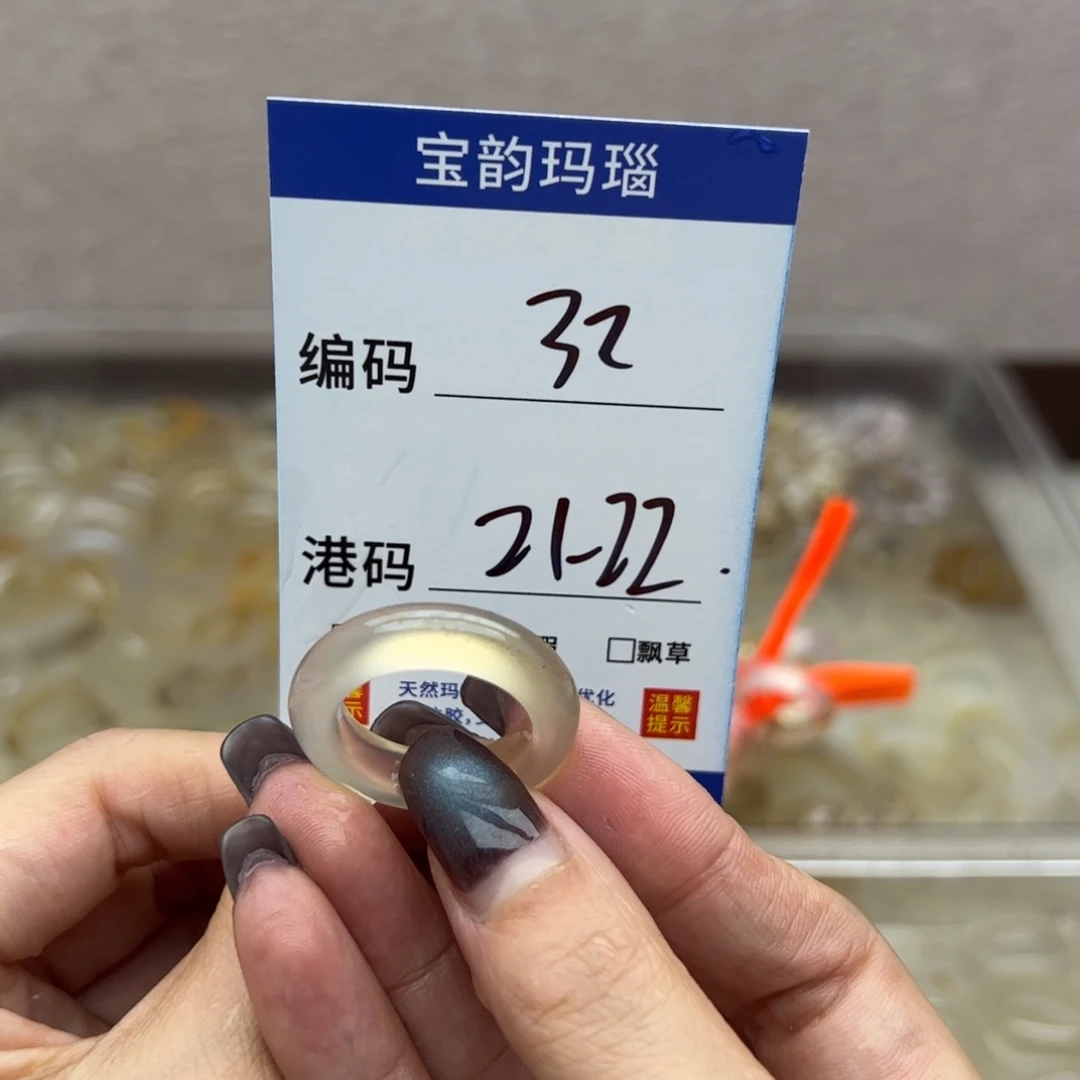 宝韵玛瑙
编码 32
港码 21-22
□飘草
天然玛 优化
胶, 温馨
提示